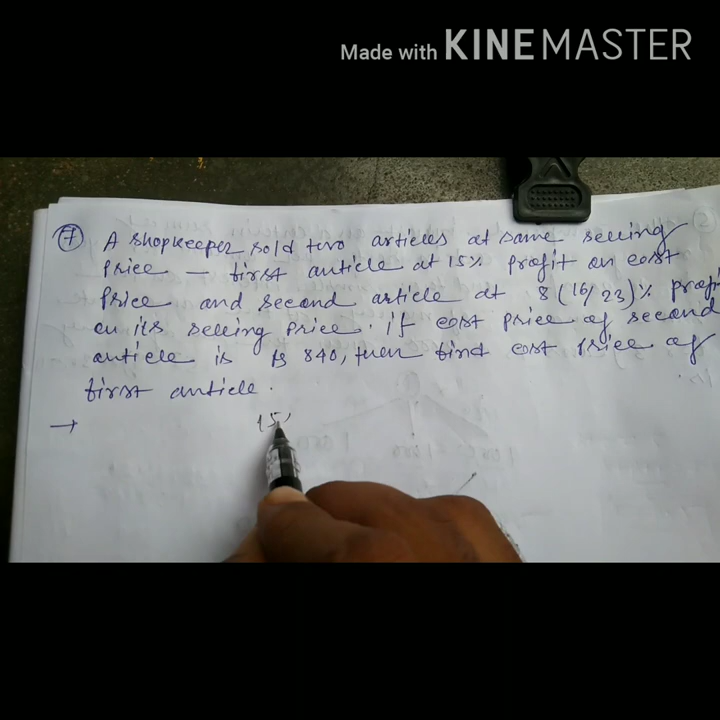 Made with KINEMASTER
7 A shopkeeper sold two articles at same selling
price — first article at 15% profit on cost
price and second article at 8(16/23)% profi
on its selling price. If cost price of second
article is Rs 840, then find cost price of
first article.
→ 15